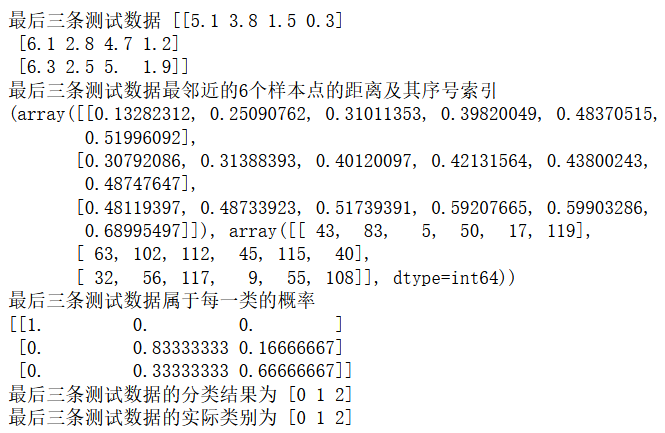 最后三条测试数据 [[5.1 3.8 1.5 0.3]
 [6.1 2.8 4.7 1.2]
 [6.3 2.5 5.  1.9]]
最后三条测试数据最邻近的6个样本点的距离及其序号索引
(array([[0.13282312, 0.25090762, 0.31011353, 0.39820049, 0.48370515,
        0.51996092],
       [0.30792086, 0.31388393, 0.40120097, 0.42131564, 0.43800243,
        0.48747647],
       [0.48119397, 0.48733923, 0.51739391, 0.59207665, 0.59903286,
        0.68995497]]), array([[ 43,  83,   5,  50,  17, 119],
       [ 63, 102, 112,  45, 115,  40],
       [ 32,  56, 117,   9,  55, 108]], dtype=int64))
最后三条测试数据属于每一类的概率
[[1.         0.         0.        ]
 [0.         0.83333333 0.16666667]
 [0.         0.33333333 0.66666667]]
最后三条测试数据的分类结果为 [0 1 2]
最后三条测试数据的实际类别为 [0 1 2]